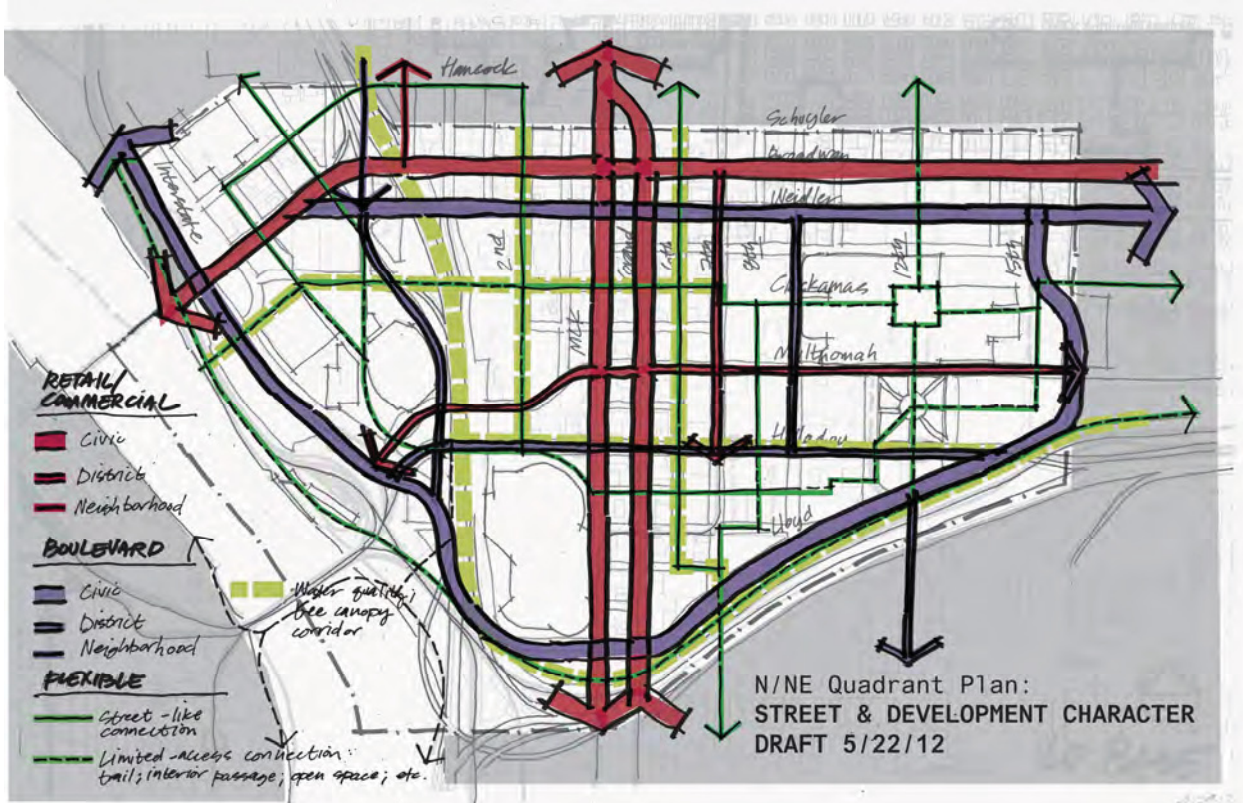 Hancock
Schuyler
Broadway
Weidler
Interstate
2nd
MLK
Grand
6th
7th
8th
12th
15th
Clackamas
Multnomah
Holladay
Lloyd
RETAIL/
COMMERCIAL
Civic
District
Neighborhood
BOULEVARD
Civic
District
Neighborhood
Water quality;
tree canopy
corridor
FLEXIBLE
Street-like
connection
Limited-access connection:
trail; interior passage; open space; etc.
N/NE Quadrant Plan:
STREET & DEVELOPMENT CHARACTER
DRAFT 5/22/12